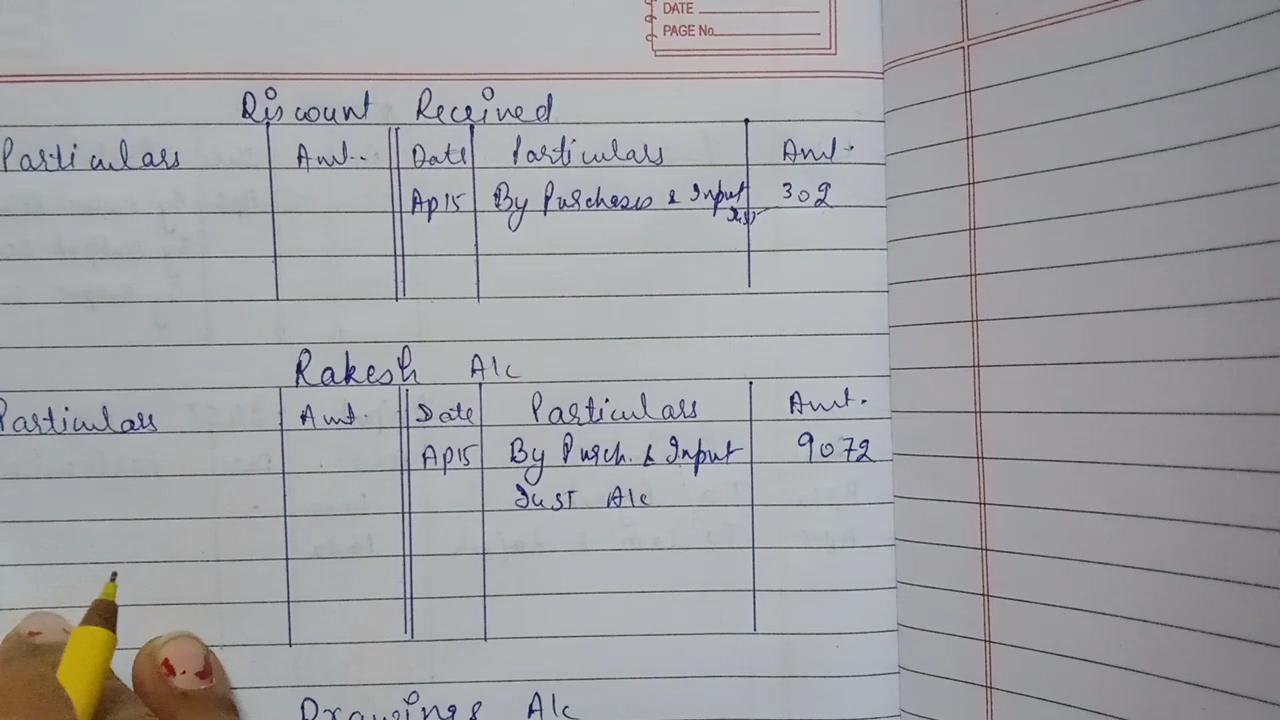 DATE
PAGE No.
Discount Received
Particulars Amt.. Date Particulars Amt.
Ap15 By Purchases & Input 302
Rakesh A/c
Particulars Amt. Date Particulars Amt.
Ap15 By Purch. & Input 9072
IGST A/c
Drawings A/c